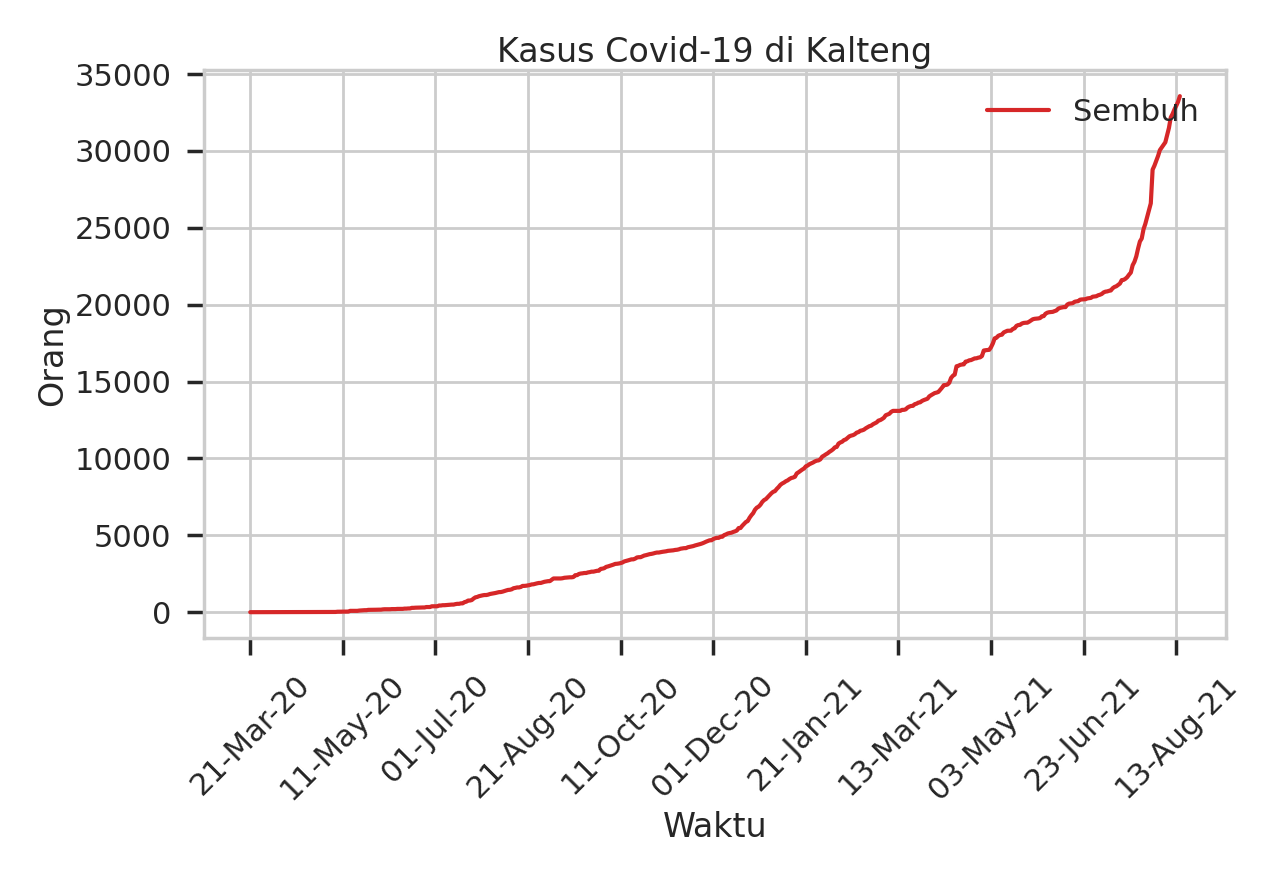 Kasus Covid-19 di Kalteng
Sembuh
Orang
35000
30000
25000
20000
15000
10000
5000
0
21-Mar-20
11-May-20
01-Jul-20
21-Aug-20
11-Oct-20
01-Dec-20
21-Jan-21
13-Mar-21
03-May-21
23-Jun-21
13-Aug-21
Waktu